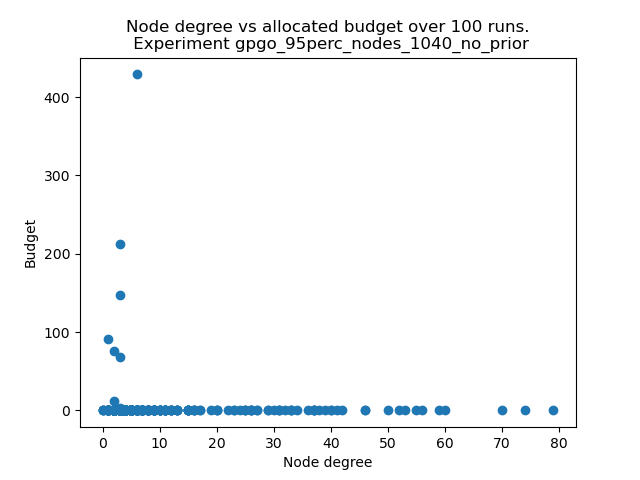 Node degree vs allocated budget over 100 runs.
Experiment gpgo_95perc_nodes_1040_no_prior
400
300
200
100
0
Budget
0 10 20 30 40 50 60 70 80
Node degree